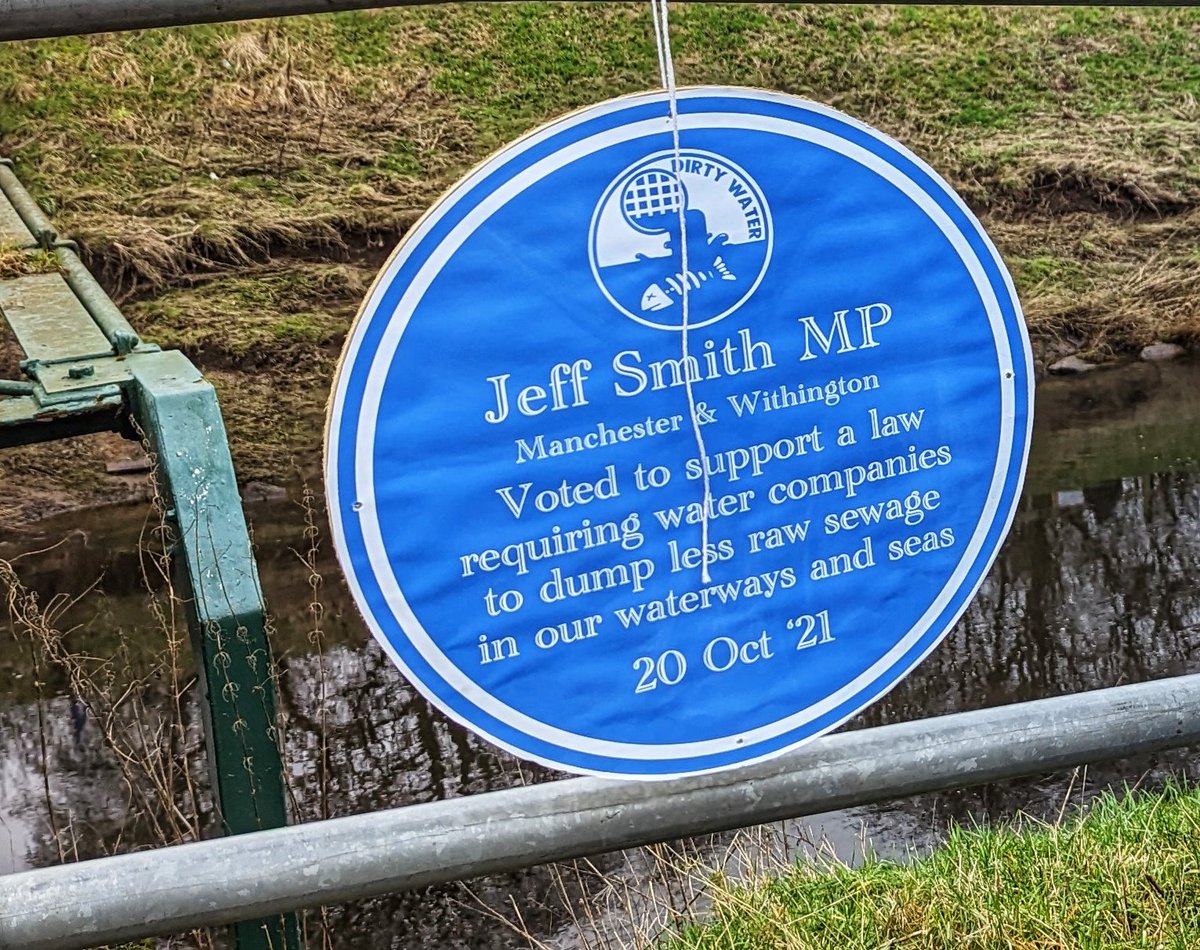 DIRTY WATER
Jeff Smith MP
Manchester & Withington
Voted to support a law
requiring water companies
to dump less raw sewage
in our waterways and seas
20 Oct ‘21